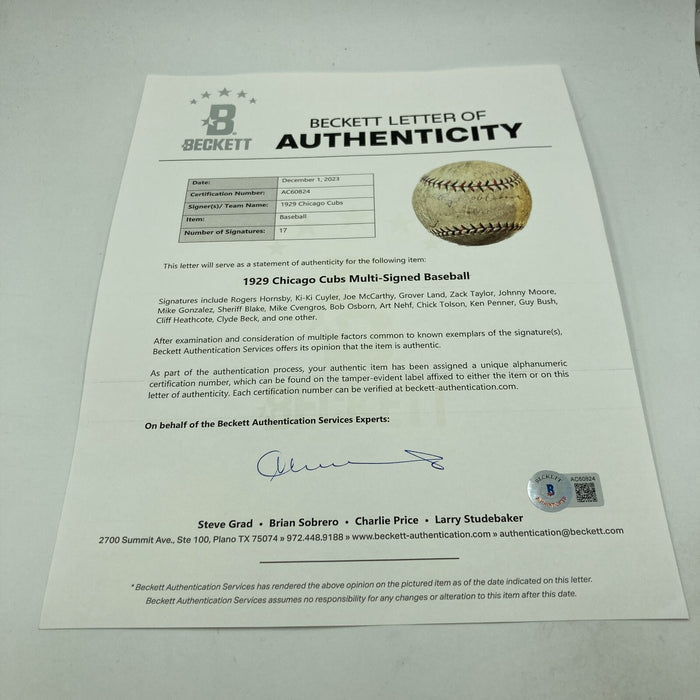 BECKETT
BECKETT LETTER OF
AUTHENTICITY
Date: December 1, 2023
Certification Number: AC60824
Signer(s)/ Team Name: 1929 Chicago Cubs
Item: Baseball
Number of Signatures: 17
This letter will serve as a statement of authenticity for the following item:
1929 Chicago Cubs Multi-Signed Baseball
Signatures include Rogers Hornsby, Ki-Ki Cuyler, Joe McCarthy, Grover Land, Zack Taylor, Johnny Moore,
Mike Gonzalez, Sheriff Blake, Mike Cvengros, Bob Osborn, Art Nehf, Chick Tolson, Ken Penner, Guy Bush,
Cliff Heathcote, Clyde Beck, and one other.
After examination and consideration of multiple factors common to known exemplars of the signature(s),
Beckett Authentication Services offers its opinion that the item is authentic.
As part of the authentication process, your authentic item has been assigned a unique alphanumeric
certification number, which can be found on the tamper-evident label affixed to either the item or on this
letter of authenticity. Each certification number can be verified at beckett-authentication.com.
On behalf of the Beckett Authentication Services Experts:
BECKETT
B
AC60824
Steve Grad • Brian Sobrero • Charlie Price • Larry Studebaker
2700 Summit Ave., Ste 100, Plano TX 75074 » 972.448.9188 » www.beckett-authentication.com » authentication@beckett.com
*Beckett Authentication Services has rendered the above opinion on the pictured item as of the date indicated on this letter.
Beckett Authentication Services assumes no responsibility for any changes or alteration to this item after this date.